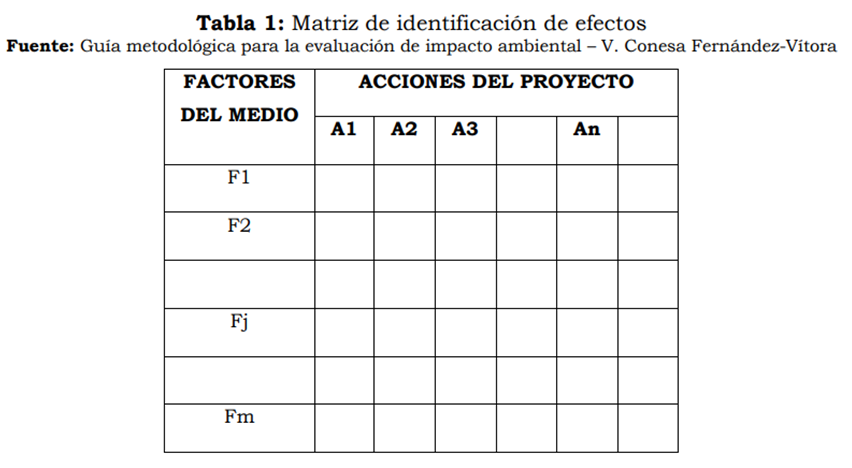 Tabla 1: Matriz de identificación de efectos
Fuente: Guía metodológica para la evaluación de impacto ambiental – V. Conesa Fernández-Vítora
FACTORES DEL MEDIO
ACCIONES DEL PROYECTO
A1 A2 A3 An
F1
F2
Fj
Fm